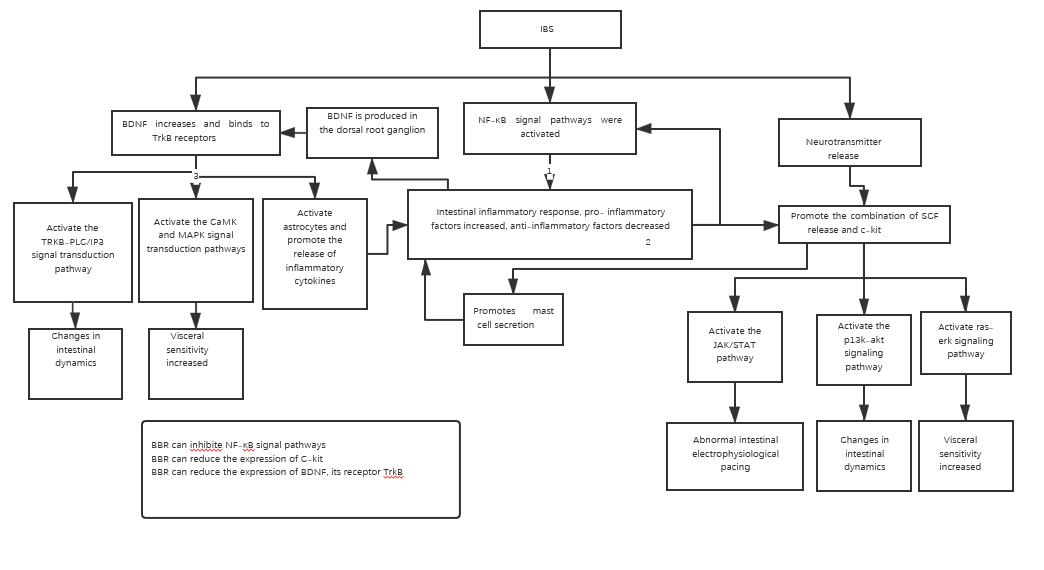 IBS
BDNF increases and binds to
TrkB receptors
BDNF is produced in
the dorsal root ganglion
NF-KB signal pathways were
activated
Neurotransmitter
release
3
1
Activate the
TRKB-PLC/IP3
signal transduction
pathway
Activate the CaMK
and MAPK signal
transduction pathways
Activate
astrocytes and
promote the
release of
inflammatory
cytokines
Intestinal inflammatory response, pro- inflammatory
factors increased, anti-inflammatory factors decreased
2
Promote the combination of SCF
release and c-kit
Promotes mast
cell secretion
Changes in
intestinal
dynamics
Visceral
sensitivity
increased
Activate the
JAK/STAT
pathway
Activate the
p13k-akt
signaling
pathway
Activate ras-
erk signaling
pathway
Abnormal intestinal
electrophysiological
pacing
Changes in
intestinal
dynamics
Visceral
sensitivity
increased
BBR can inhibite NF-κB signal pathways
BBR can reduce the expression of C-kit
BBR can reduce the expression of BDNF, its receptor TrkB